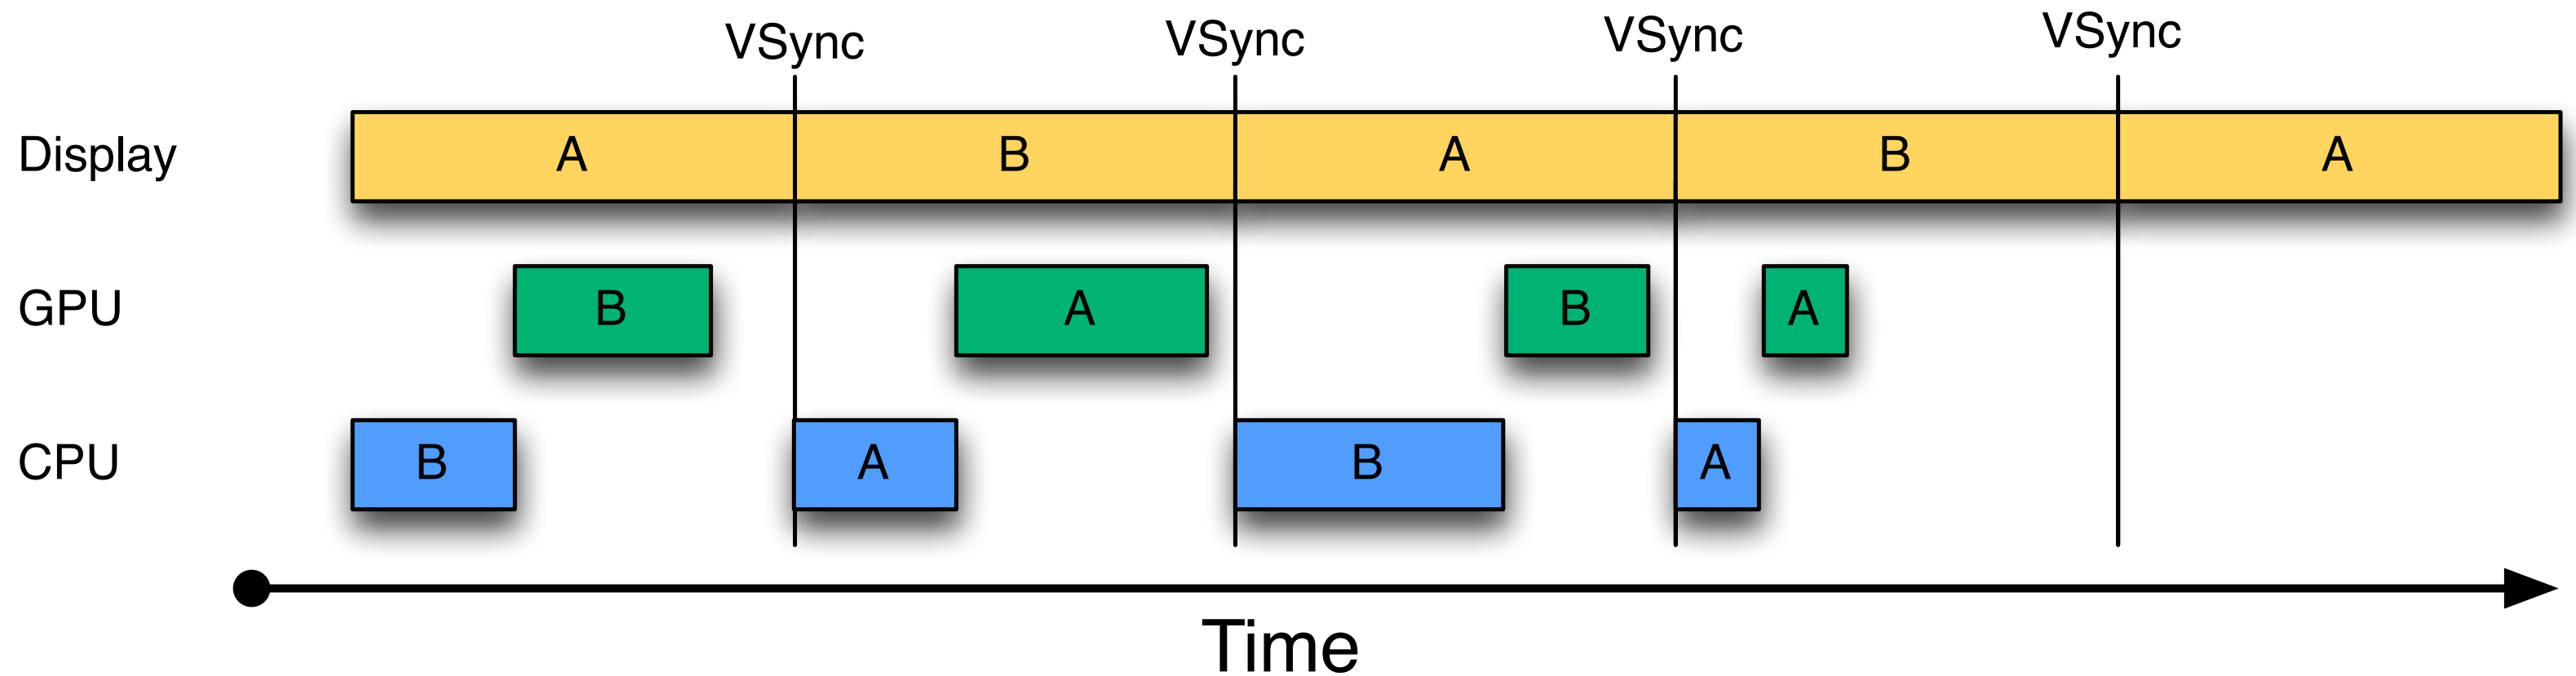 VSync VSync VSync VSync
Display A B A B A
GPU B A B A
CPU B A B A
Time